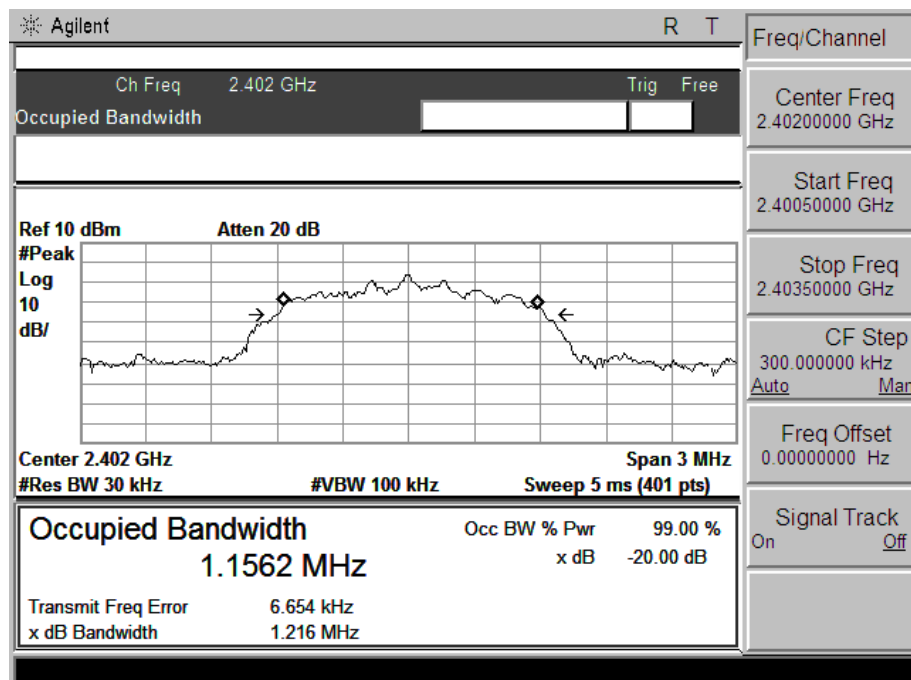 Agilent R T
Freq/Channel
Ch Freq 2.402 GHz Trig Free
Occupied Bandwidth
Center Freq
2.40200000 GHz
Start Freq
2.40050000 GHz
Stop Freq
2.40350000 GHz
CF Step
300.000000 kHz
Auto Man
Freq Offset
0.00000000 Hz
Signal Track
On Off
Ref 10 dBm Atten 20 dB
#Peak
Log
10
dB/
Center 2.402 GHz Span 3 MHz
#Res BW 30 kHz #VBW 100 kHz Sweep 5 ms (401 pts)
Occupied Bandwidth Occ BW % Pwr 99.00 %
1.1562 MHz x dB -20.00 dB
Transmit Freq Error 6.654 kHz
x dB Bandwidth 1.216 MHz